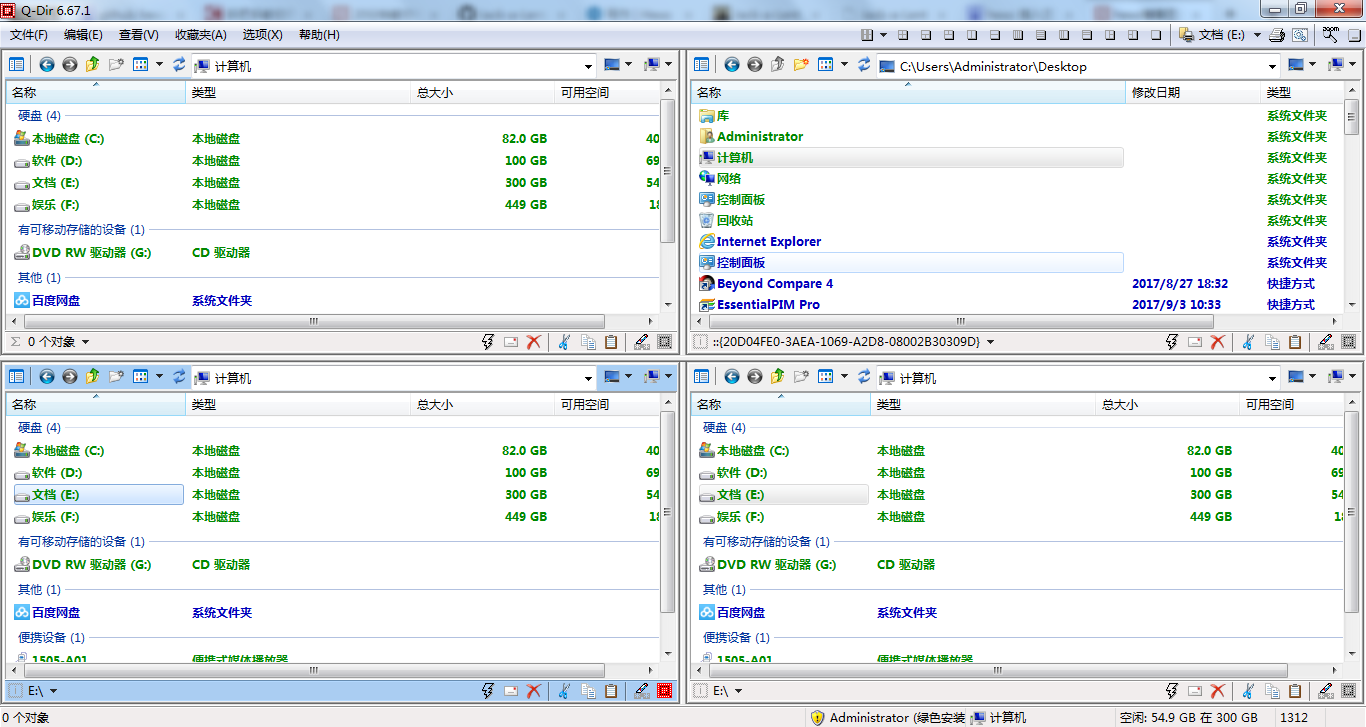 Q-Dir 6.67.1
文件(F) 编辑(E) 查看(V) 收藏夹(A) 选项(X) 帮助(H) 文档 (E:) zoom
计算机
名称 类型 总大小 可用空间
硬盘 (4)
本地磁盘 (C:) 本地磁盘 82.0 GB 40
软件 (D:) 本地磁盘 100 GB 69
文档 (E:) 本地磁盘 300 GB 54
娱乐 (F:) 本地磁盘 449 GB 18
有可移动存储的设备 (1)
DVD RW 驱动器 (G:) CD 驱动器
其他 (1)
百度网盘 系统文件夹
0 个对象
C:\Users\Administrator\Desktop
名称 修改日期 类型
库 系统文件夹
Administrator 系统文件夹
计算机 系统文件夹
网络 系统文件夹
控制面板 系统文件夹
回收站 系统文件夹
Internet Explorer 系统文件夹
控制面板 系统文件夹
Beyond Compare 4 2017/8/27 18:32 快捷方式
EssentialPIM Pro 2017/9/3 10:33 快捷方式
::{20D04FE0-3AEA-1069-A2D8-08002B30309D}
计算机
名称 类型 总大小 可用空间
硬盘 (4)
本地磁盘 (C:) 本地磁盘 82.0 GB 40
软件 (D:) 本地磁盘 100 GB 69
文档 (E:) 本地磁盘 300 GB 54
娱乐 (F:) 本地磁盘 449 GB 18
有可移动存储的设备 (1)
DVD RW 驱动器 (G:) CD 驱动器
其他 (1)
百度网盘 系统文件夹
便携设备 (1)
1505-A01 便携式媒体播放器
E:\
计算机
名称 类型 总大小 可用空间
硬盘 (4)
本地磁盘 (C:) 本地磁盘 82.0 GB 40
软件 (D:) 本地磁盘 100 GB 69
文档 (E:) 本地磁盘 300 GB 54
娱乐 (F:) 本地磁盘 449 GB 18
有可移动存储的设备 (1)
DVD RW 驱动器 (G:) CD 驱动器
其他 (1)
百度网盘 系统文件夹
便携设备 (1)
1505-A01 便携式媒体播放器
E:\
0 个对象 Administrator (绿色安装 计算机 空闲: 54.9 GB 在 300 GB 1312